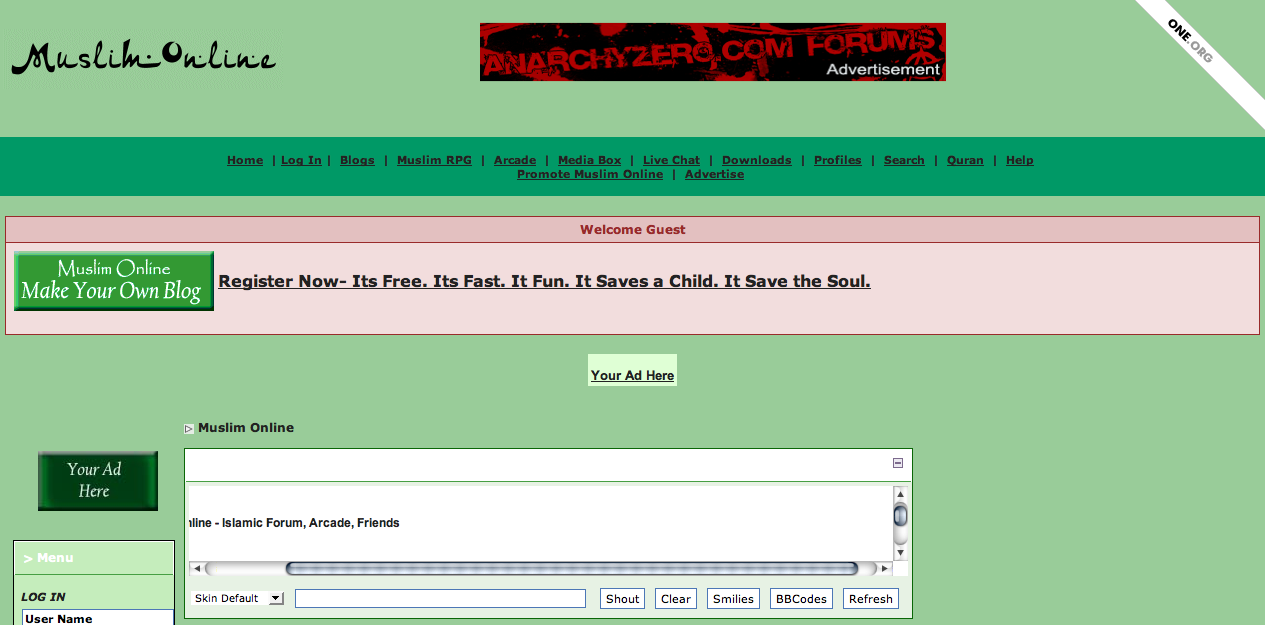 Muslim Online
ANARCHYZERO.COM FORUMS
Advertisement
ONE.ORG
Home | Log In | Blogs | Muslim RPG | Arcade | Media Box | Live Chat | Downloads | Profiles | Search | Quran | Help
Promote Muslim Online | Advertise
Welcome Guest
Muslim Online
Make Your Own Blog
Register Now- Its Free. Its Fast. It Fun. It Saves a Child. It Save the Soul.
Your Ad Here
Muslim Online
Your Ad
Here
nline - Islamic Forum, Arcade, Friends
> Menu
Skin Default
Shout
Clear
Smilies
BBCodes
Refresh
LOG IN
User Name